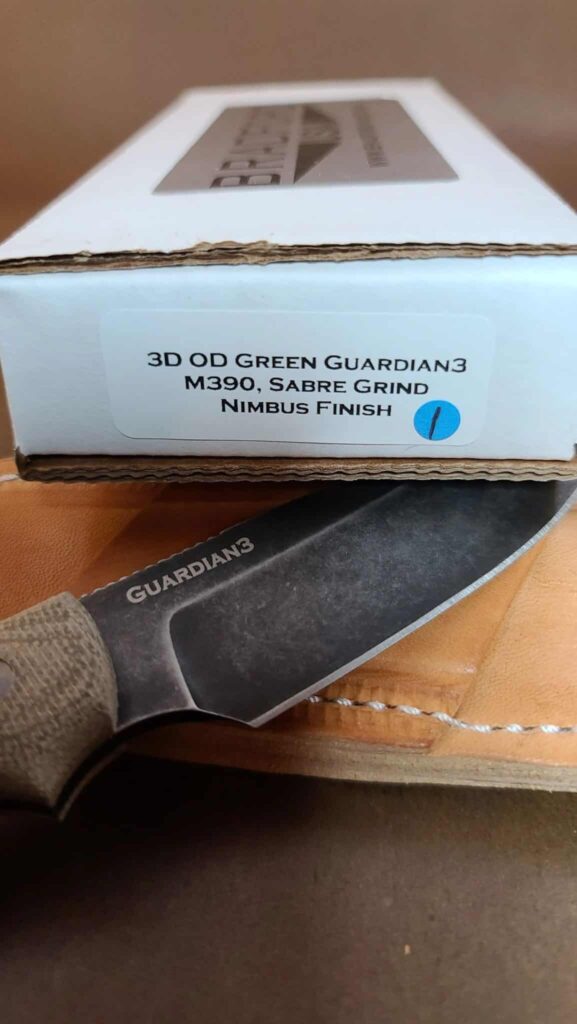 3D OD Green Guardian3
M390, Sabre Grind
Nimbus Finish
1
Guardian3